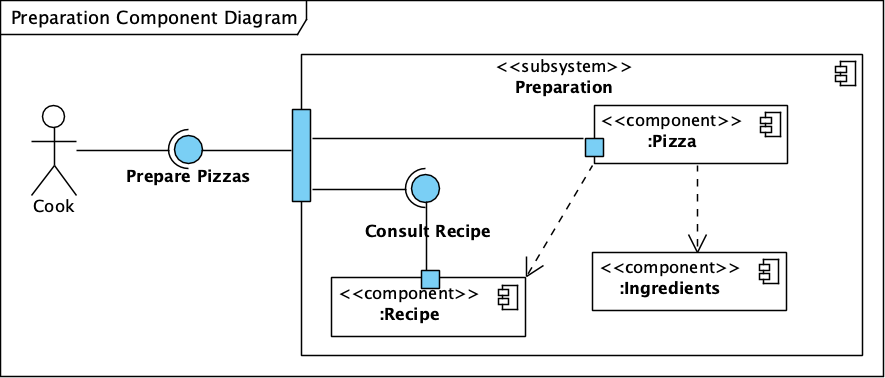 Preparation Component Diagram
<<subsystem>>
Preparation
<<component>>
:Pizza
Prepare Pizzas
Cook
Consult Recipe
<<component>>
:Recipe
<<component>>
:Ingredients